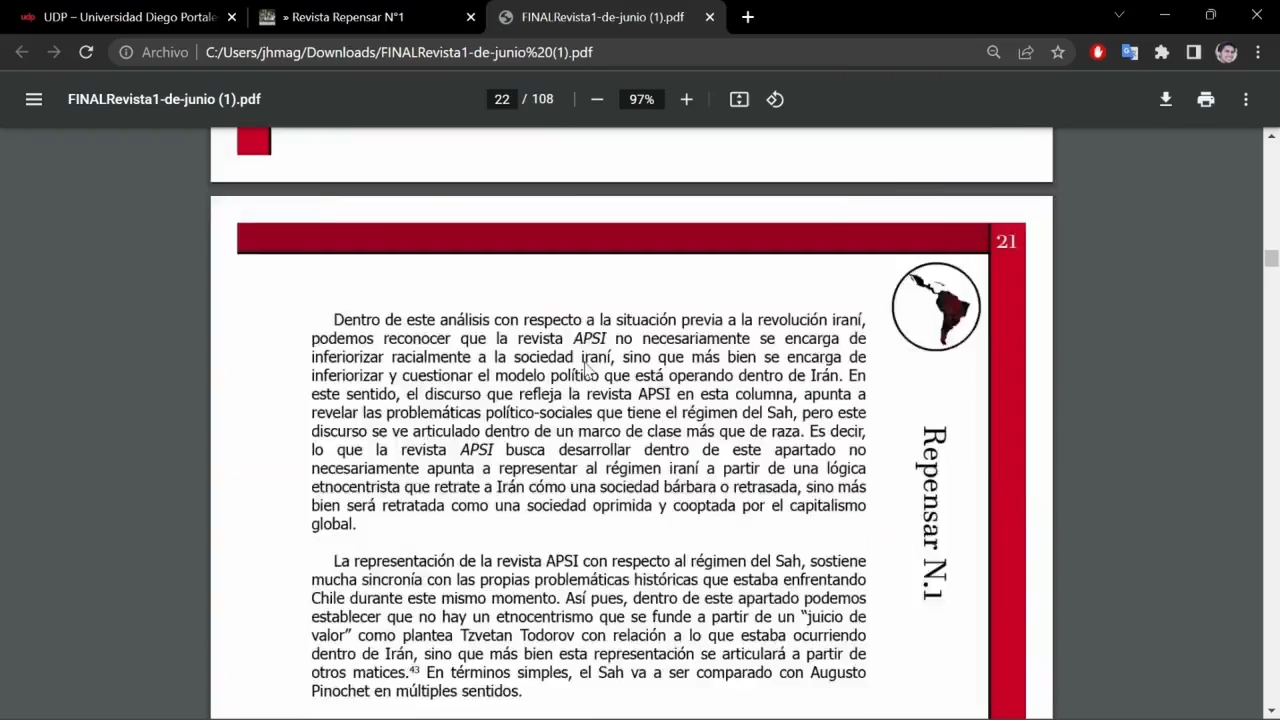 UDP – Universidad Diego Portale
» Revista Repensar N°1
FINALRevista1-de-junio (1).pdf
Archivo
C:/Users/jhmag/Downloads/FINALRevista1-de-junio%20(1).pdf
FINALRevista1-de-junio (1).pdf
22 / 108
97%
21
Dentro de este análisis con respecto a la situación previa a la revolución iraní,
podemos reconocer que la revista APSI no necesariamente se encarga de
inferiorizar racialmente a la sociedad iraní, sino que más bien se encarga de
inferiorizar y cuestionar el modelo político que está operando dentro de Irán. En
este sentido, el discurso que refleja la revista APSI en esta columna, apunta a
revelar las problemáticas político-sociales que tiene el régimen del Sah, pero este
discurso se ve articulado dentro de un marco de clase más que de raza. Es decir,
lo que la revista APSI busca desarrollar dentro de este apartado no
necesariamente apunta a representar al régimen iraní a partir de una lógica
etnocentrista que retrate a Irán cómo una sociedad bárbara o retrasada, sino más
bien será retratada como una sociedad oprimida y cooptada por el capitalismo
global.
La representación de la revista APSI con respecto al régimen del Sah, sostiene
mucha sincronía con las propias problemáticas históricas que estaba enfrentando
Chile durante este mismo momento. Así pues, dentro de este apartado podemos
establecer que no hay un etnocentrismo que se funde a partir de un “juicio de
valor” como plantea Tzvetan Todorov con relación a lo que estaba ocurriendo
dentro de Irán, sino que más bien esta representación se articulará a partir de
otros matices.⁴³ En términos simples, el Sah va a ser comparado con Augusto
Pinochet en múltiples sentidos.
Repensar N.1